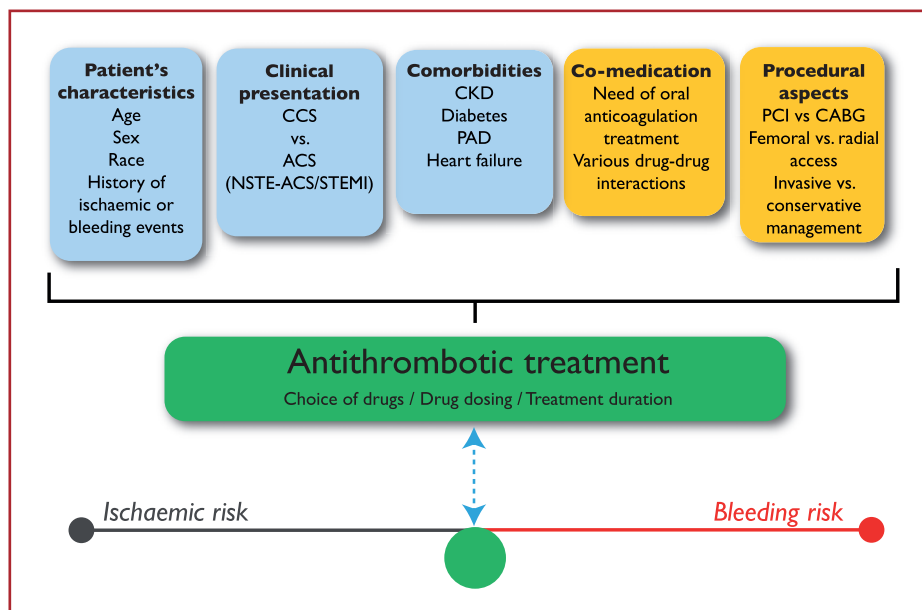 Patient's
characteristics
Age
Sex
Race
History of
ischaemic or
bleeding events
Clinical
presentation
CCS
vs.
ACS
(NSTE-ACS/STEMI)
Comorbidities
CKD
Diabetes
PAD
Heart failure
Co-medication
Need of oral
anticoagulation
treatment
Various drug-drug
interactions
Procedural
aspects
PCI vs CABG
Femoral vs. radial
access
Invasive vs.
conservative
management
Antithrombotic treatment
Choice of drugs / Drug dosing / Treatment duration
Ischaemic risk
Bleeding risk